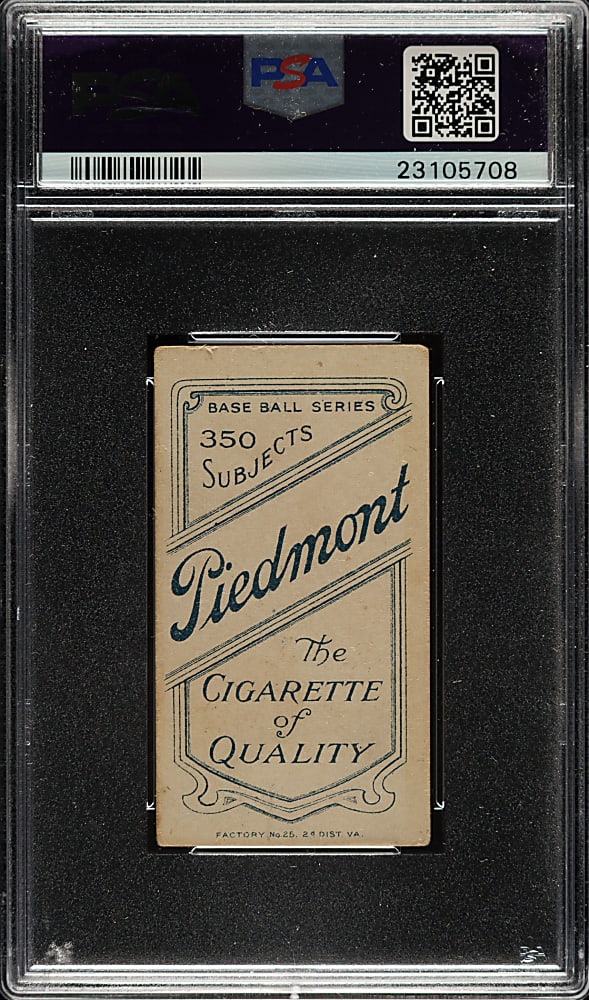 PSA
23105708
BASE BALL SERIES
350
SUBJECTS
Piedmont
The
CIGARETTE
of
QUALITY
FACTORY No. 25, 2d DIST. VA.